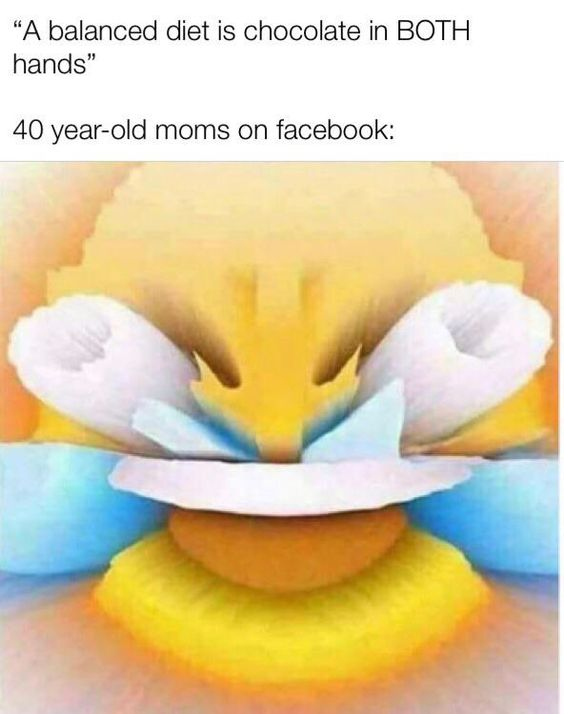 “A balanced diet is chocolate in BOTH
hands”
40 year-old moms on facebook: